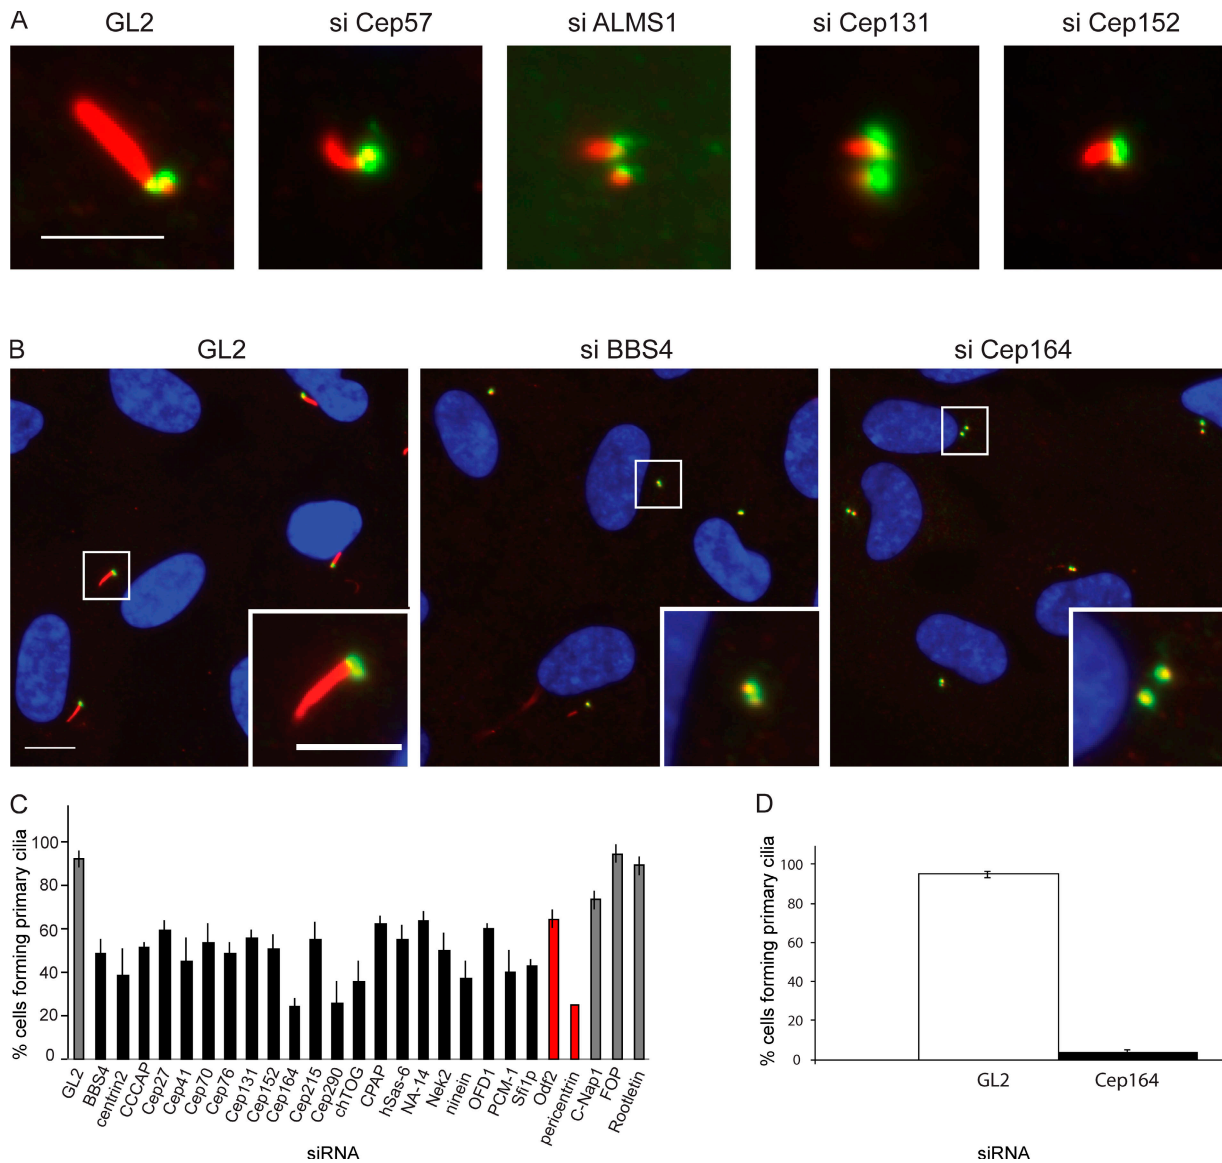 A
GL2
si Cep57
si ALMS1
si Cep131
si Cep152
B
GL2
si BBS4
si Cep164
C
% cells forming primary cilia
100
80
60
40
20
0
GL2
BBS4
centrin2
CCCAP
Cep27
Cep41
Cep70
Cep76
Cep131
Cep152
Cep164
Cep215
Cep290
chTOG
CPAP
hSas-6
NA-14
Nek2
ninein
OFD1
PCM-1
Sfi1p
Odf2
pericentrin
C-Nap1
FOP
Rootletin
siRNA
D
% cells forming primary cilia
100
80
60
40
20
0
GL2
Cep164
siRNA